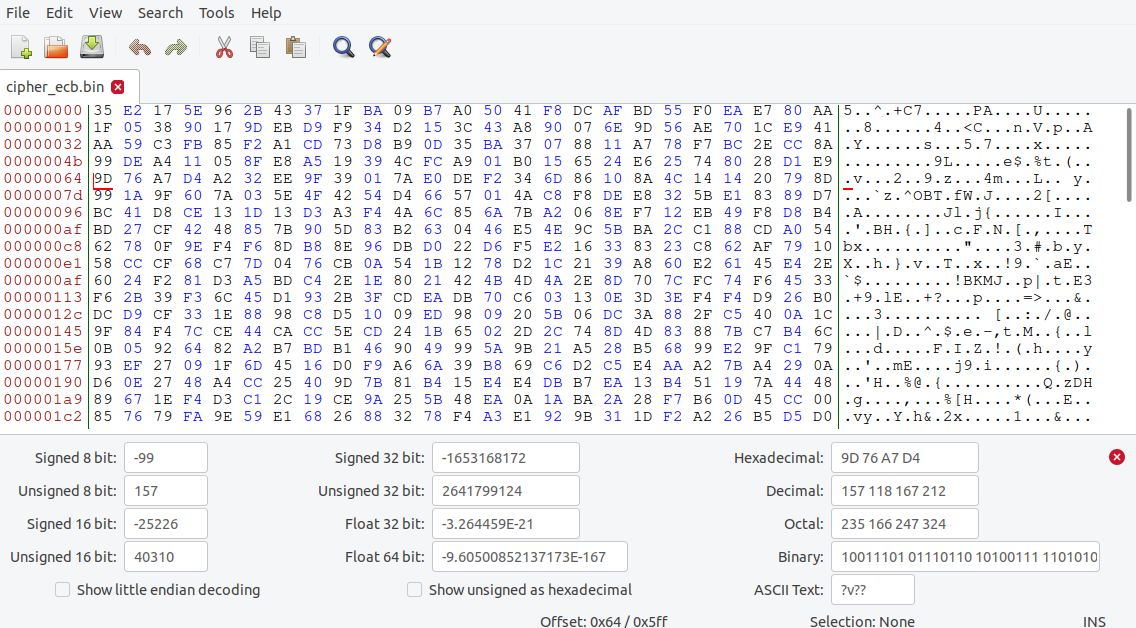 File Edit View Search Tools Help
cipher_ecb.bin
00000000 35 E2 17 5E 96 2B 43 37 1F BA 09 B7 A0 50 41 F8 DC AF BD 55 F0 EA E7 80 AA 5..^.+C7.....PA....U.....
00000019 1F 05 38 90 17 9D EB D9 F9 34 D2 15 3C 43 A8 90 07 6E 9D 56 AE 70 1C E9 41 ..8......4..<C...n.V.p..A
00000032 AA 59 C3 FB 85 F2 A1 CD 73 D8 B9 0D 35 BA 37 07 88 11 A7 78 F7 BC 2E CC 8A .Y......s...5.7....x.....
0000004b 99 DE A4 11 05 8F E8 A5 19 39 4C FC A9 01 B0 15 65 24 E6 25 74 80 28 D1 E9 .........9L.....e$.%t.(..
00000064 9D 76 A7 D4 A2 32 EE 9F 39 01 7A E0 DE F2 34 6D 86 10 8A 4C 14 14 20 79 8D .v...2..9.z...4m...L.. y.
0000007d 99 1A 9F 60 7A 03 5E 4F 42 54 D4 66 57 01 4A C8 F8 DE E8 32 5B E1 83 89 D7 ...`z.^OBT.fW.J....2[....
00000096 BC 41 D8 CE 13 1D 13 D3 A3 F4 4A 6C 85 6A 7B A2 06 8E F7 12 EB 49 F8 D8 B4 .A........Jl.j{......I...
000000af BD 27 CF 42 48 85 7B 90 5D 83 B2 63 04 46 E5 4E 9C 5B BA 2C C1 88 CD A0 54 .'.BH.{.]..c.F.N.[.,....T
000000c8 62 78 0F 9E F4 F6 8D B8 8E 96 DB D0 22 D6 F5 E2 16 33 83 23 C8 62 AF 79 10 bx.........."....3.#.b.y.
000000e1 58 CC CF 68 C7 7D 04 76 CB 0A 54 1B 12 78 D2 1C 21 39 A8 60 E2 61 45 E4 2E X..h.}.v..T..x..!9.`.aE..
000000af 60 24 F2 81 D3 A5 BD C4 2E 1E 80 21 42 4B 4D 4A 2E 8D 70 7C FC 74 F6 45 33 `$.........!BKMJ..p|.t.E3
00000113 F6 2B 39 F3 6C 45 D1 93 2B 3F CD EA DB 70 C6 03 13 0E 3D 3E F4 F4 D9 26 B0 .+9.lE..+?...p....=>...&.
0000012c DC D9 CF 33 1E 88 98 C8 D5 10 09 ED 98 09 20 5B 06 DC 3A 88 2F C5 40 0A 1C ...3.......... [..:./.@..
00000145 9F 84 F4 7C CE 44 CA CC 5E CD 24 1B 65 02 2D 2C 74 8D 4D 83 88 7B C7 B4 6C ...|.D..^.$.e.-,t.M..{..l
0000015e 0B 05 92 64 82 A2 B7 BD B1 46 90 49 99 5A 9B 21 A5 28 B5 68 99 E2 9F C1 79 ...d.....F.I.Z.!.(.h....y
00000177 93 EF 27 09 1F 6D 45 16 D0 F9 A6 6A 39 B8 69 C6 D2 C5 E4 AA A2 7B A4 29 0A ..'..mE....j9.i......{.).
00000190 D6 0E 27 48 A4 CC 25 40 9D 7B 81 B4 15 E4 E4 DB B7 EA 13 B4 51 19 7A 44 48 ..'H..%@.{..........Q.zDH
000001a9 89 67 1E F4 D3 C1 2C 19 CE 9A 25 5B 48 EA 0A 1A BA 2A 28 F7 B6 0D 45 CC 00 .g....,...%[H....*(...E..
000001c2 85 76 79 FA 9E 59 E1 68 26 88 32 78 F4 A3 E1 92 9B 31 1D F2 A2 26 B5 D5 D0 .vy..Y.h&.2x.....1...&...
Signed 8 bit: -99 Signed 32 bit: -1653168172 Hexadecimal: 9D 76 A7 D4
Unsigned 8 bit: 157 Unsigned 32 bit: 2641799124 Decimal: 157 118 167 212
Signed 16 bit: -25226 Float 32 bit: -3.264459E-21 Octal: 235 166 247 324
Unsigned 16 bit: 40310 Float 64 bit: -9.60500852137173E-167 Binary: 10011101 01110110 10100111 1101010
Show little endian decoding Show unsigned as hexadecimal ASCII Text: ?v??
Offset: 0x64 / 0x5ff Selection: None INS